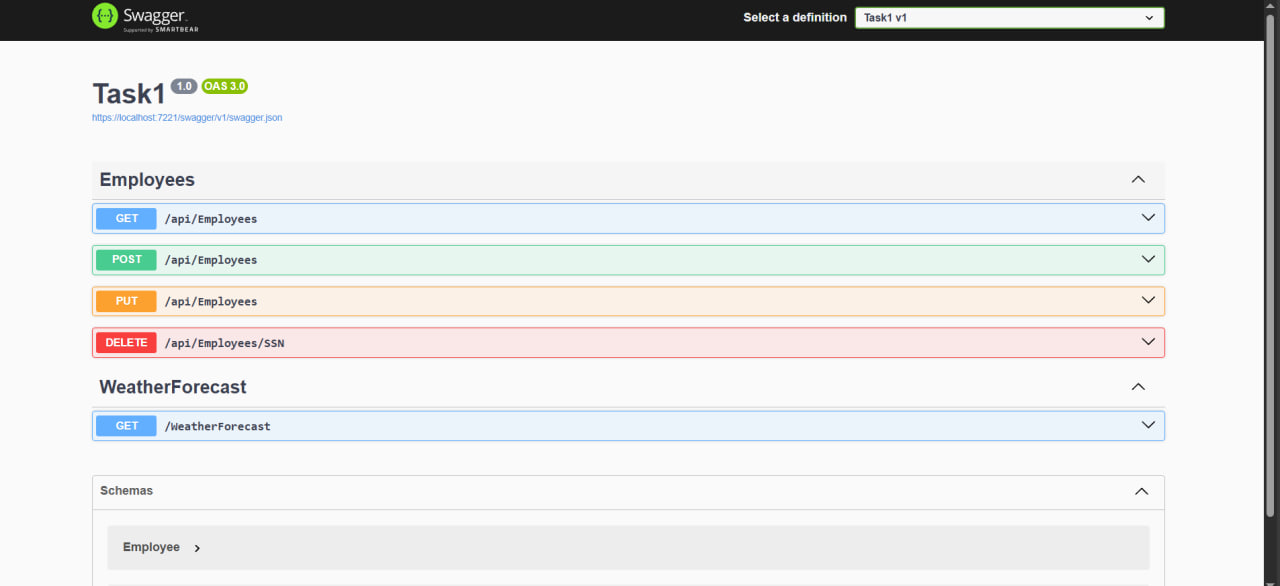 Swagger.
Supported by SMARTBEAR
Select a definition
Task1 v1
Task1 1.0 OAS 3.0
https://localhost:7221/swagger/v1/swagger.json
Employees
GET /api/Employees
POST /api/Employees
PUT /api/Employees
DELETE /api/Employees/SSN
WeatherForecast
GET /WeatherForecast
Schemas
Employee